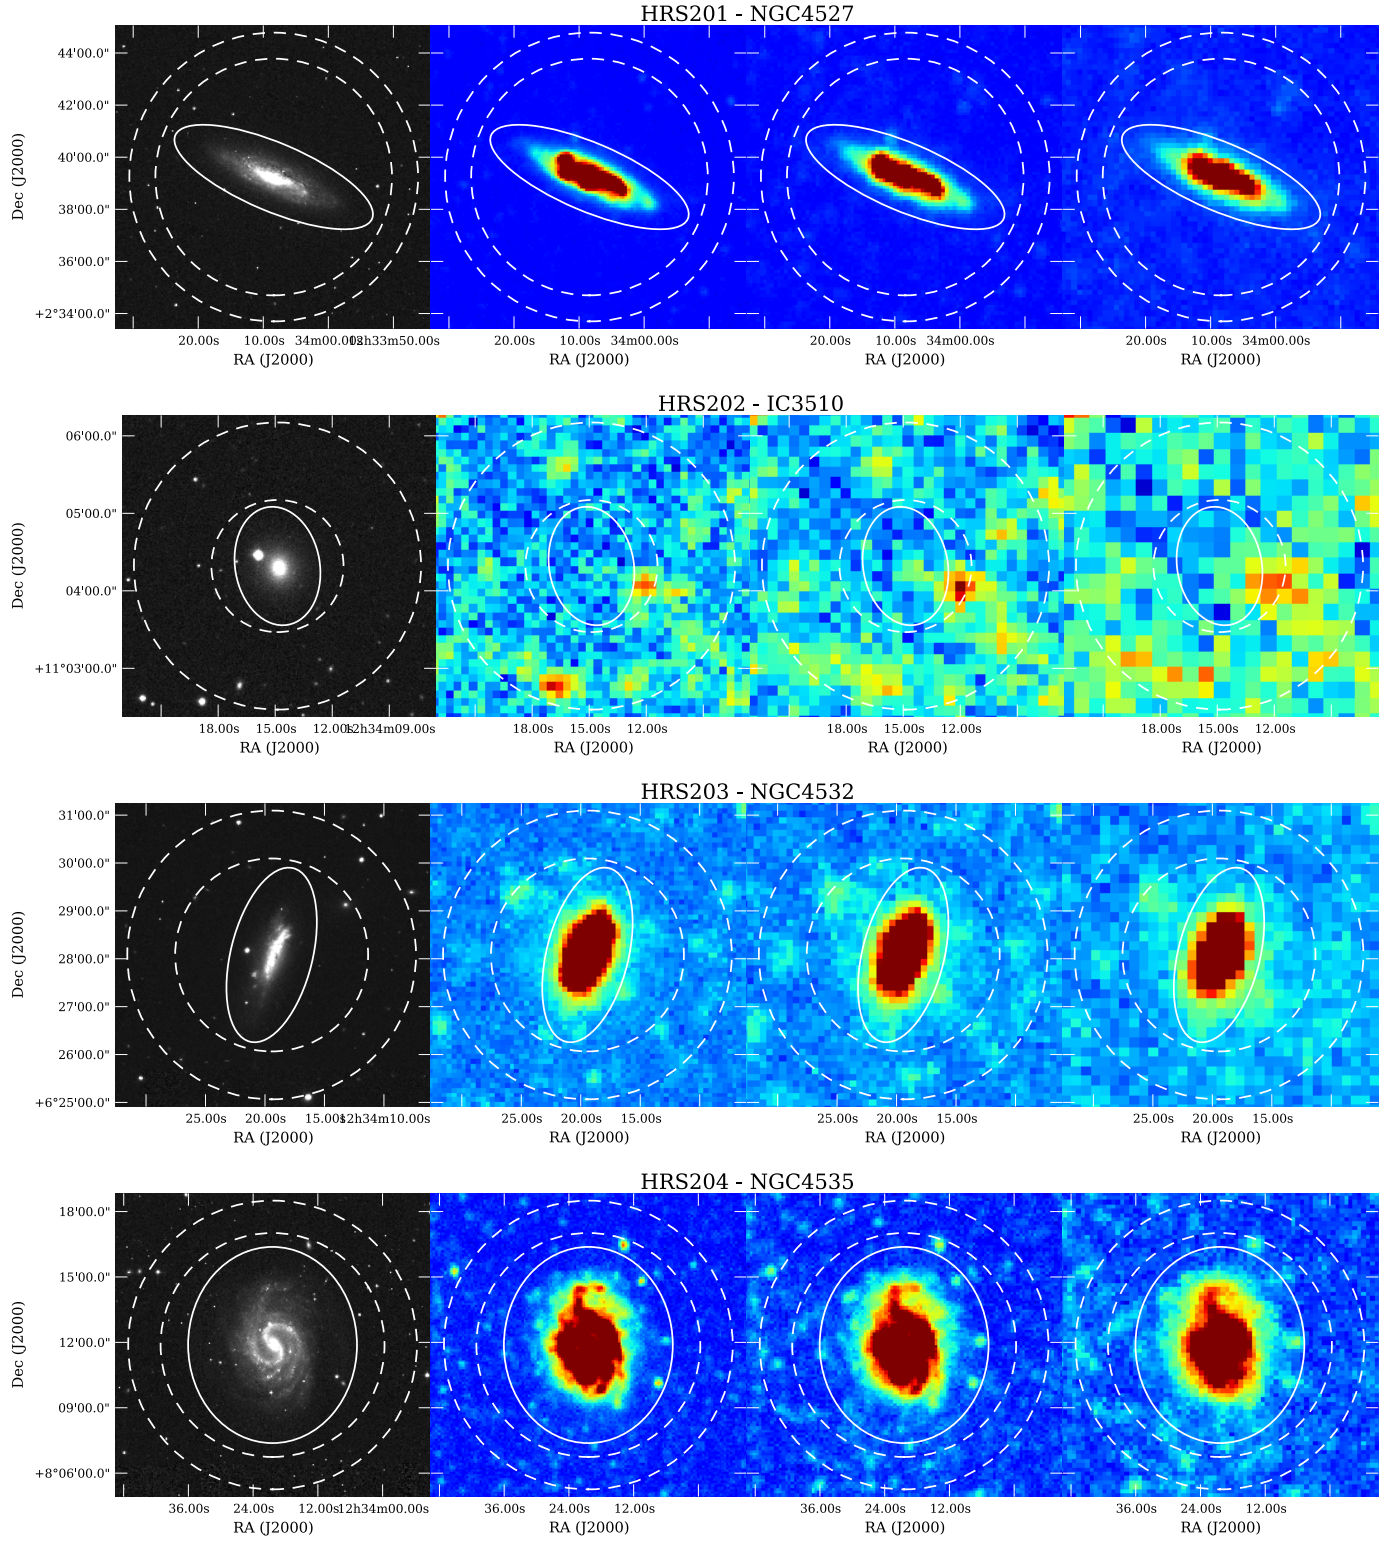 HRS201 - NGC4527
44'00.0"
42'00.0"
40'00.0"
38'00.0"
36'00.0"
+2°34'00.0"
Dec (J2000)
20.00s 10.00s 34m00.00s 12h33m50.00s 20.00s 10.00s 34m00.00s 20.00s 10.00s 34m00.00s 20.00s 10.00s 34m00.00s
RA (J2000) RA (J2000) RA (J2000) RA (J2000)
HRS202 - IC3510
06'00.0"
05'00.0"
04'00.0"
+11°03'00.0"
Dec (J2000)
18.00s 15.00s 12.00s 12h34m09.00s 18.00s 15.00s 12.00s 18.00s 15.00s 12.00s 18.00s 15.00s 12.00s
RA (J2000) RA (J2000) RA (J2000) RA (J2000)
HRS203 - NGC4532
31'00.0"
30'00.0"
29'00.0"
28'00.0"
27'00.0"
26'00.0"
+6°25'00.0"
Dec (J2000)
25.00s 20.00s 15.00s 12h34m10.00s 25.00s 20.00s 15.00s 25.00s 20.00s 15.00s 25.00s 20.00s 15.00s
RA (J2000) RA (J2000) RA (J2000) RA (J2000)
HRS204 - NGC4535
18'00.0"
15'00.0"
12'00.0"
09'00.0"
+8°06'00.0"
Dec (J2000)
36.00s 24.00s 12.00s 12h34m00.00s 36.00s 24.00s 12.00s 36.00s 24.00s 12.00s 36.00s 24.00s 12.00s
RA (J2000) RA (J2000) RA (J2000) RA (J2000)